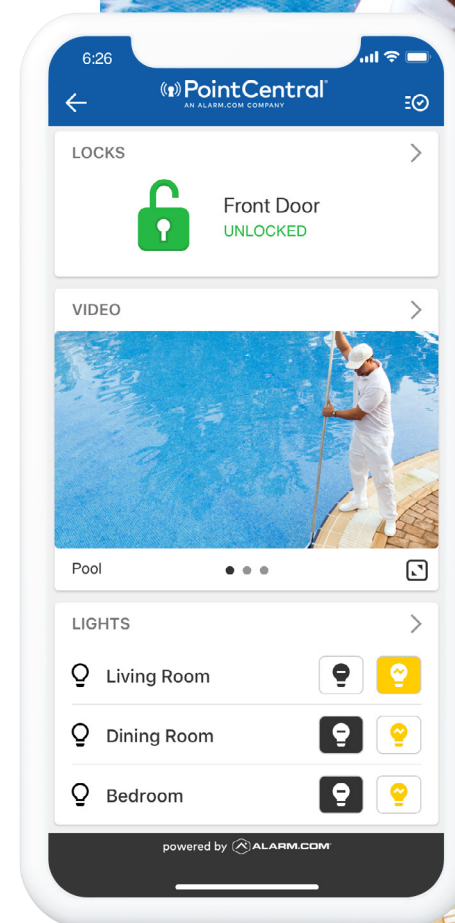 6:26
PointCentral®
AN ALARM.COM COMPANY
LOCKS
Front Door
UNLOCKED
VIDEO
Pool
LIGHTS
Living Room
Dining Room
Bedroom
powered by ALARM.COM®